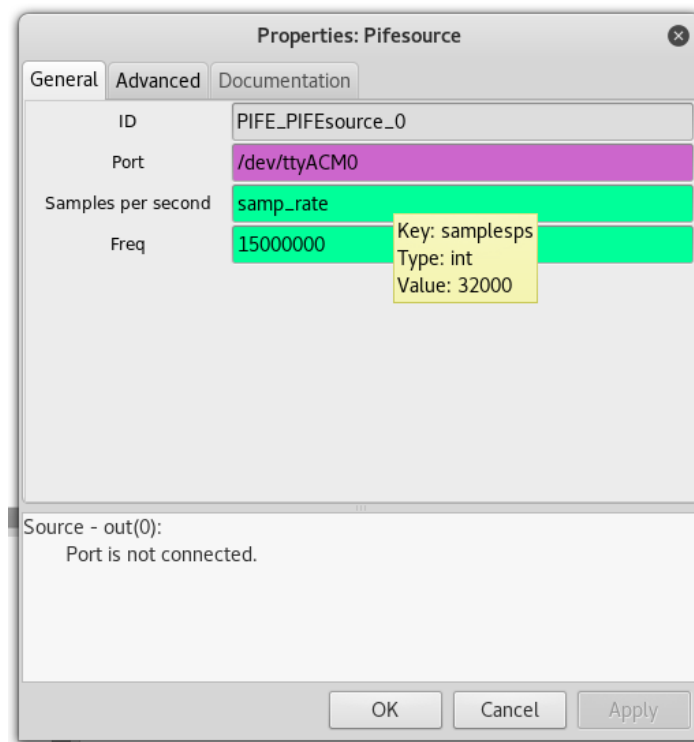 Properties: Pifesource
General Advanced Documentation
ID PIFE_PIFEsource_0
Port /dev/ttyACM0
Samples per second samp_rate
Freq 15000000
Key: samplesps
Type: int
Value: 32000
Source - out(0):
Port is not connected.
OK Cancel Apply